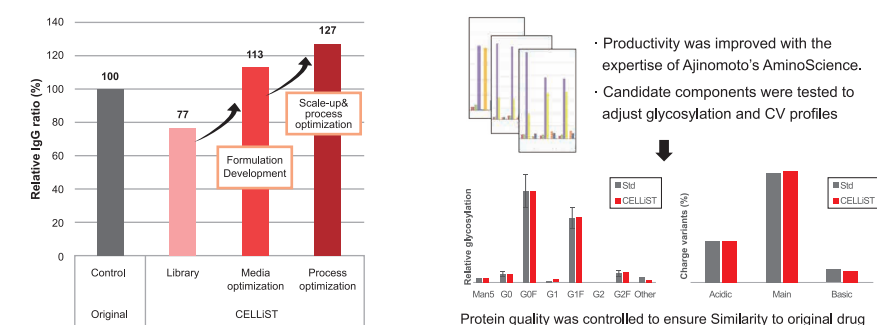 Relative IgG ratio (%)
140
120
100
80
60
40
20
0
100
77
113
127
Formulation
Development
Scale-up&
process
optimization
Control
Library
Media
optimization
Process
optimization
Original
CELLiST
· Productivity was improved with the
expertise of Ajinomoto's AminoScience.
· Candidate components were tested to
adjust glycosylation and CV profiles
Relative glycosylation
Std
CELLiST
Man5 G0 G0F G1 G1F G2 G2F Other
Charge variants (%)
Std
CELLiST
Acidic Main Basic
Protein quality was controlled to ensure Similarity to original drug